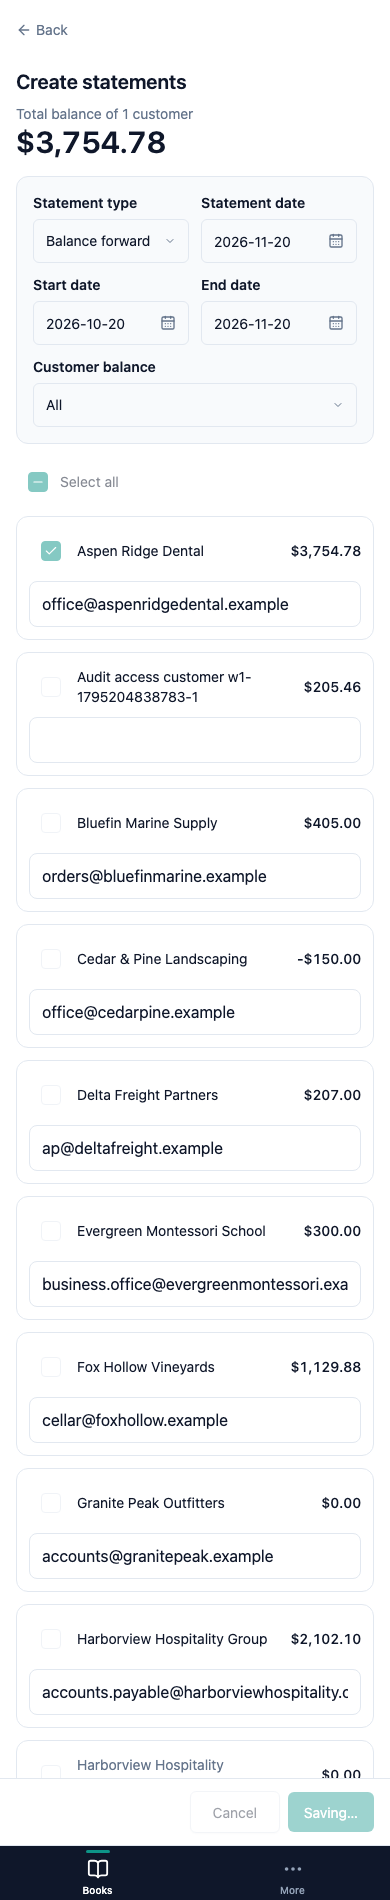 Back
Create statements
Total balance of 1 customer
$3,754.78
Statement type
Statement date
Balance forward
2026-11-20
Start date
End date
2026-10-20
2026-11-20
Customer balance
All
Select all
Aspen Ridge Dental
$3,754.78
office@aspenridgedental.example
Audit access customer w1-
1795204838783-1
$205.46
Bluefin Marine Supply
$405.00
orders@bluefinmarine.example
Cedar & Pine Landscaping
-$150.00
office@cedarpine.example
Delta Freight Partners
$207.00
ap@deltafreight.example
Evergreen Montessori School
$300.00
business.office@evergreenmontessori.exa
Fox Hollow Vineyards
$1,129.88
cellar@foxhollow.example
Granite Peak Outfitters
$0.00
accounts@granitepeak.example
Harborview Hospitality Group
$2,102.10
accounts.payable@harborviewhospitality.c
Harborview Hospitality
$0.00
Cancel
Saving...
Books
More